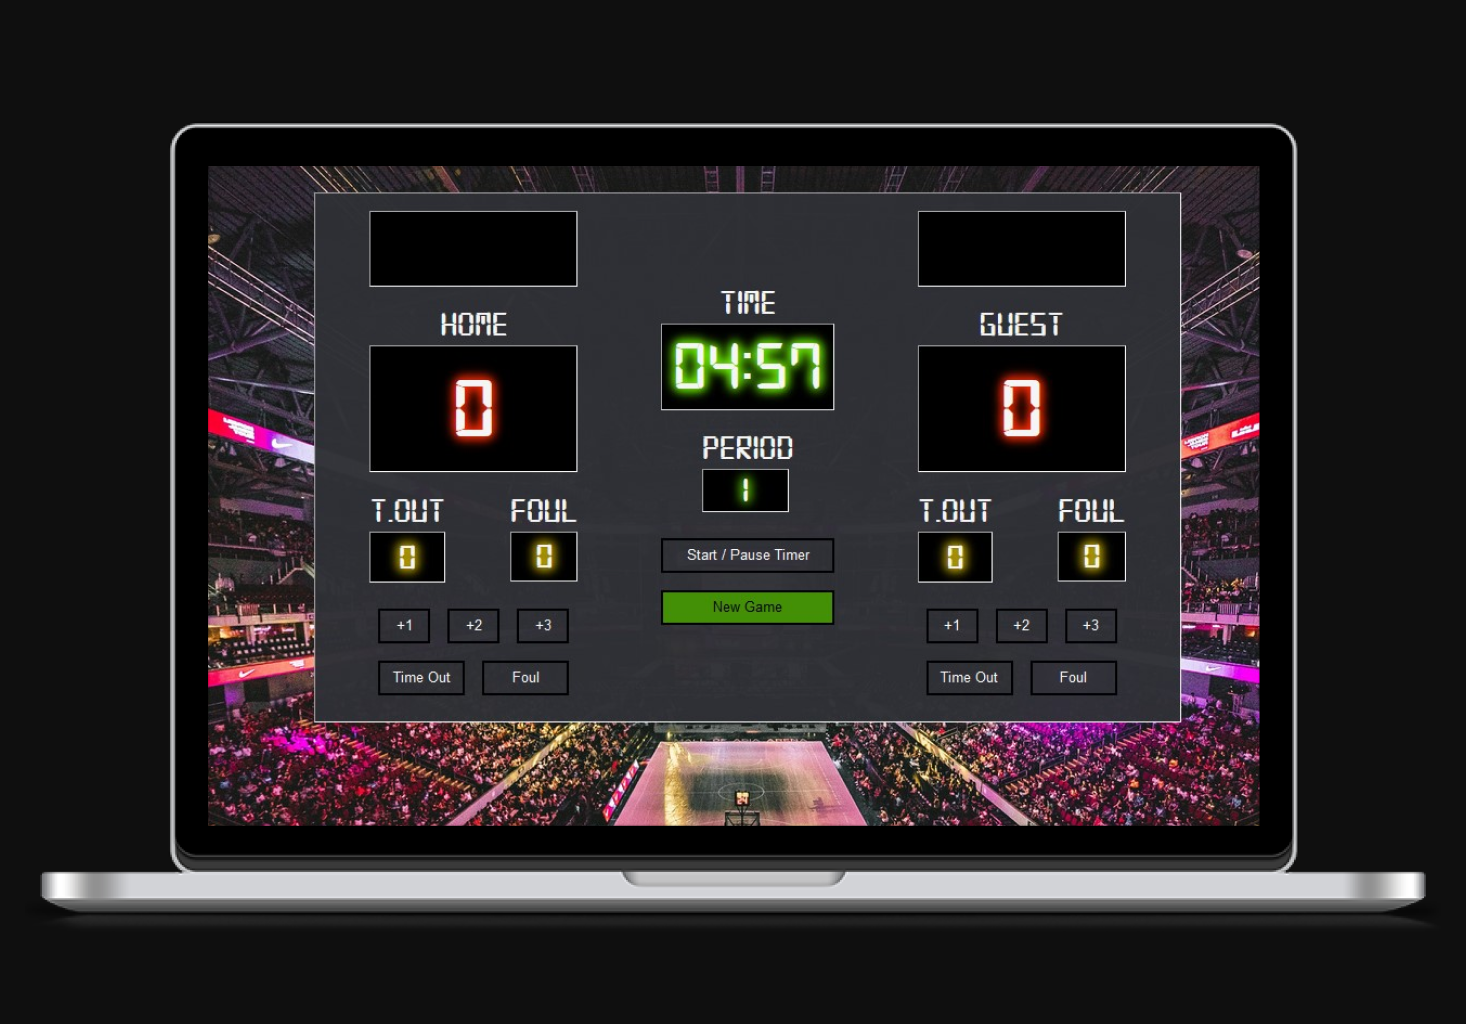 HOME
0
T.OUT
FOUL
0
0
+1
+2
+3
Time Out
Foul
TIME
04:57
PERIOD
1
Start / Pause Timer
New Game
GUEST
0
T.OUT
FOUL
0
0
+1
+2
+3
Time Out
Foul